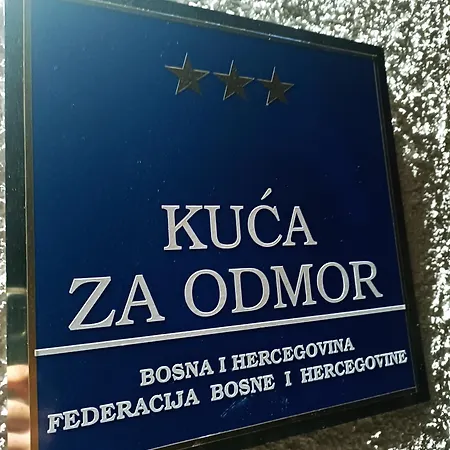 KUĆA
ZA ODMOR
BOSNA I HERCEGOVINA
FEDERACIJA BOSNE I HERCEGOVINE